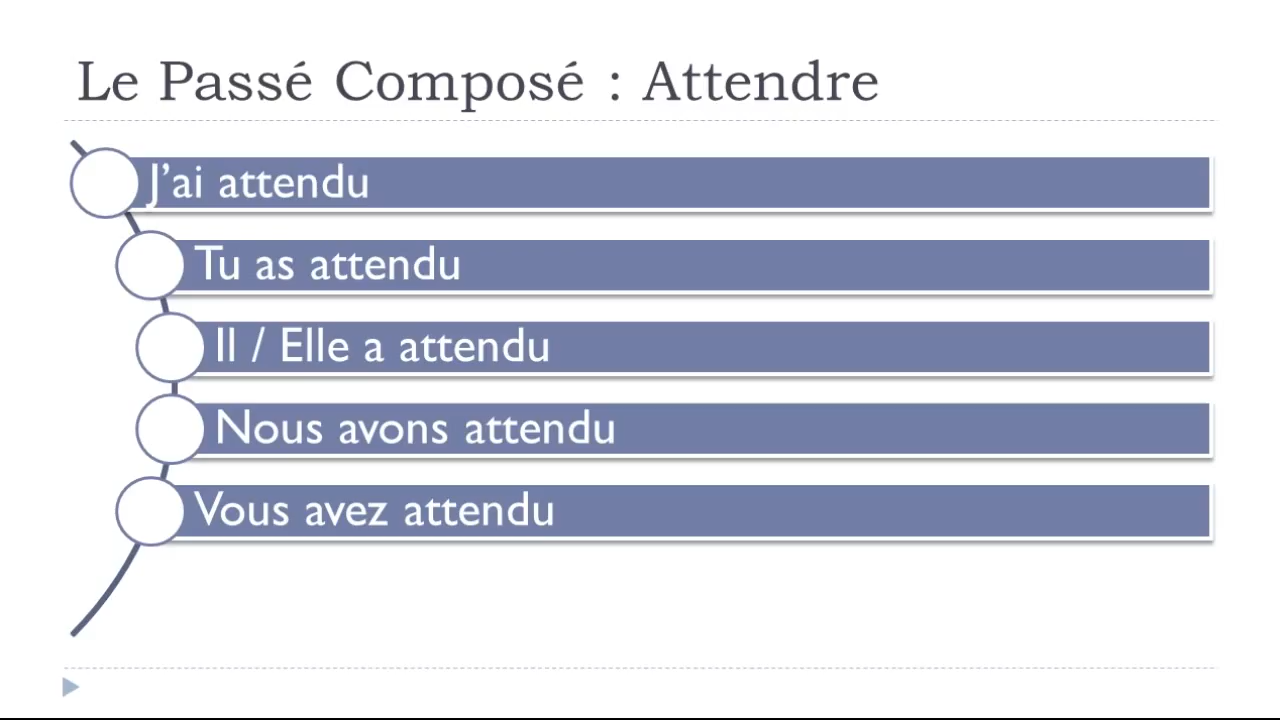 Le Passé Composé : Attendre
J’ai attendu
Tu as attendu
Il / Elle a attendu
Nous avons attendu
Vous avez attendu